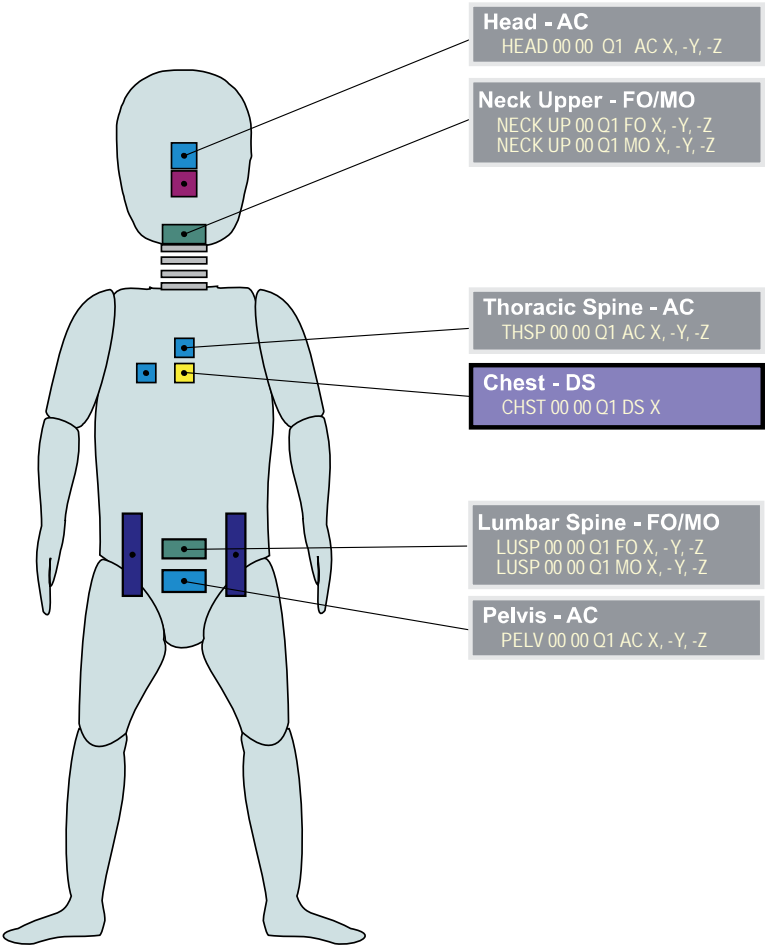 Head - AC
HEAD 00 00 Q1 AC X, -Y, -Z
Neck Upper - FO/MO
NECK UP 00 Q1 FO X, -Y, -Z
NECK UP 00 Q1 MO X, -Y, -Z
Thoracic Spine - AC
THSP 00 00 Q1 AC X, -Y, -Z
Chest - DS
CHST 00 00 Q1 DS X
Lumbar Spine - FO/MO
LUSP 00 00 Q1 FO X, -Y, -Z
LUSP 00 00 Q1 MO X, -Y, -Z
Pelvis - AC
PELV 00 00 Q1 AC X, -Y, -Z